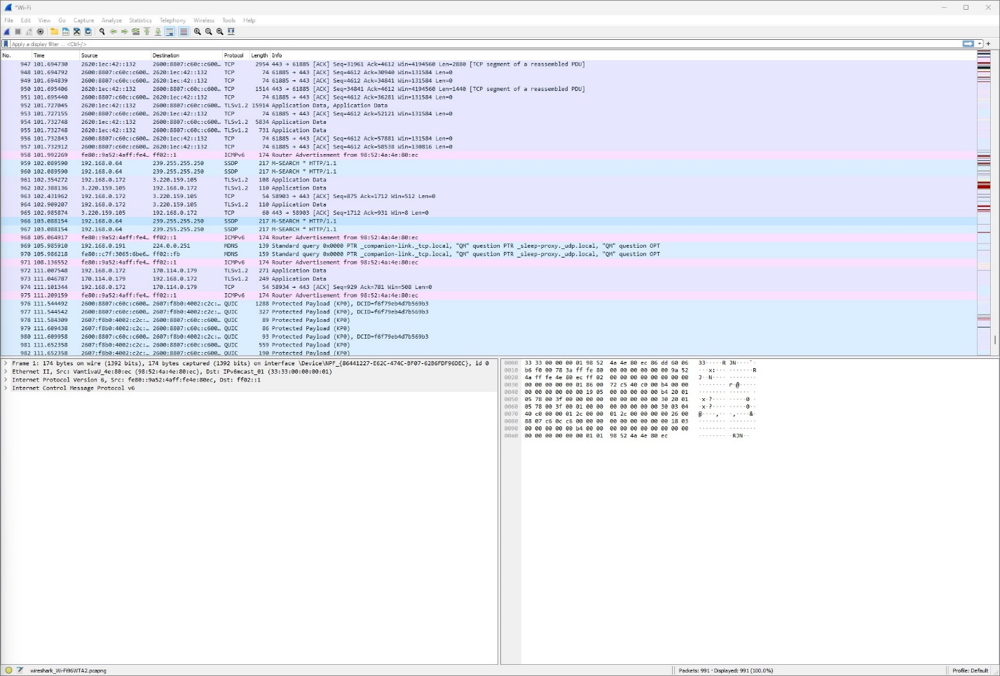 *Wi-Fi
File Edit View Go Capture Analyze Statistics Telephony Wireless Tools Help
Apply a display filter ... <Ctrl-/>
No. Time Source Destination Protocol Length Info
947 101.694730 2620:1ec:42::132 2600:8807:c60c:c600… TCP 2954 443 → 61885 [ACK] Seq=31961 Ack=4612 Win=4194560 Len=2880 [TCP segment of a reassembled PDU]
948 101.694792 2600:8807:c60c:c600… 2620:1ec:42::132 TCP 74 61885 → 443 [ACK] Seq=4612 Ack=30940 Win=131584 Len=0
949 101.694839 2600:8807:c60c:c600… 2620:1ec:42::132 TCP 74 61885 → 443 [ACK] Seq=4612 Ack=34841 Win=131584 Len=0
950 101.695406 2620:1ec:42::132 2600:8807:c60c:c600… TCP 1514 443 → 61885 [ACK] Seq=34841 Ack=4612 Win=4194560 Len=1440 [TCP segment of a reassembled PDU]
951 101.695440 2600:8807:c60c:c600… 2620:1ec:42::132 TCP 74 61885 → 443 [ACK] Seq=4612 Ack=36281 Win=131584 Len=0
952 101.727045 2620:1ec:42::132 2600:8807:c60c:c600… TLSv1.2 15914 Application Data, Application Data
953 101.727155 2600:8807:c60c:c600… 2620:1ec:42::132 TCP 74 61885 → 443 [ACK] Seq=4612 Ack=52121 Win=131584 Len=0
954 101.732748 2620:1ec:42::132 2600:8807:c60c:c600… TLSv1.2 5834 Application Data
955 101.732748 2620:1ec:42::132 2600:8807:c60c:c600… TLSv1.2 731 Application Data
956 101.732843 2600:8807:c60c:c600… 2620:1ec:42::132 TCP 74 61885 → 443 [ACK] Seq=4612 Ack=57881 Win=131584 Len=0
957 101.732912 2600:8807:c60c:c600… 2620:1ec:42::132 TCP 74 61885 → 443 [ACK] Seq=4612 Ack=58538 Win=130816 Len=0
958 101.992269 fe80::9a52:4aff:fe4… ff02::1 ICMPv6 174 Router Advertisement from 98:52:4a:4e:80:ec
959 102.089590 192.168.0.64 239.255.255.250 SSDP 217 M-SEARCH * HTTP/1.1
960 102.089590 192.168.0.64 239.255.255.250 SSDP 217 M-SEARCH * HTTP/1.1
961 102.354272 192.168.0.172 3.220.159.105 TLSv1.2 108 Application Data
962 102.388136 3.220.159.105 192.168.0.172 TLSv1.2 110 Application Data
963 102.431962 192.168.0.172 3.220.159.105 TCP 54 58903 → 443 [ACK] Seq=875 Ack=1712 Win=512 Len=0
964 102.909207 192.168.0.172 3.220.159.105 TLSv1.2 110 Application Data
965 102.985874 3.220.159.105 192.168.0.172 TCP 60 443 → 58903 [ACK] Seq=1712 Ack=931 Win=8 Len=0
966 103.088154 192.168.0.64 239.255.255.250 SSDP 217 M-SEARCH * HTTP/1.1
967 103.088154 192.168.0.64 239.255.255.250 SSDP 217 M-SEARCH * HTTP/1.1
968 105.064917 fe80::9a52:4aff:fe4… ff02::1 ICMPv6 174 Router Advertisement from 98:52:4a:4e:80:ec
969 105.985910 192.168.0.191 224.0.0.251 MDNS 139 Standard query 0x0000 PTR _companion-link._tcp.local, "QM" question PTR _sleep-proxy._udp.local, "QM" question OPT
970 105.986218 fe80::c7f:3065:6be6… ff02::fb MDNS 159 Standard query 0x0000 PTR _companion-link._tcp.local, "QM" question PTR _sleep-proxy._udp.local, "QM" question OPT
971 108.136552 fe80::9a52:4aff:fe4… ff02::1 ICMPv6 174 Router Advertisement from 98:52:4a:4e:80:ec
972 111.007548 192.168.0.172 170.114.0.179 TLSv1.2 271 Application Data
973 111.046787 170.114.0.179 192.168.0.172 TLSv1.2 249 Application Data
974 111.101344 192.168.0.172 170.114.0.179 TCP 54 58934 → 443 [ACK] Seq=929 Ack=781 Win=508 Len=0
975 111.209159 fe80::9a52:4aff:fe4… ff02::1 ICMPv6 174 Router Advertisement from 98:52:4a:4e:80:ec
976 111.544492 2600:8807:c60c:c600… 2607:f8b0:4002:c2c:… QUIC 1288 Protected Payload (KP0), DCID=f6f79eb4d7b569b3
977 111.544542 2600:8807:c60c:c600… 2607:f8b0:4002:c2c:… QUIC 327 Protected Payload (KP0), DCID=f6f79eb4d7b569b3
978 111.584309 2607:f8b0:4002:c2c:… 2600:8807:c60c:c600… QUIC 89 Protected Payload (KP0)
979 111.609438 2607:f8b0:4002:c2c:… 2600:8807:c60c:c600… QUIC 86 Protected Payload (KP0)
980 111.609958 2600:8807:c60c:c600… 2607:f8b0:4002:c2c:… QUIC 93 Protected Payload (KP0), DCID=f6f79eb4d7b569b3
981 111.652358 2607:f8b0:4002:c2c:… 2600:8807:c60c:c600… QUIC 559 Protected Payload (KP0)
982 111.652358 2607:f8b0:4002:c2c:… 2600:8807:c60c:c600… QUIC 190 Protected Payload (KP0)
Frame 1: 174 bytes on wire (1392 bits), 174 bytes captured (1392 bits) on interface \Device\NPF_{86441227-E62C-474C-BF07-62B6FDF96DEC}, id 0
Ethernet II, Src: VantivaU_4e:80:ec (98:52:4a:4e:80:ec), Dst: IPv6mcast_01 (33:33:00:00:00:01)
Internet Protocol Version 6, Src: fe80::9a52:4aff:fe4e:80ec, Dst: ff02::1
Internet Control Message Protocol v6
0000 33 33 00 00 00 01 98 52 4a 4e 80 ec 86 dd 60 06 33·····R JN····`·
0010 b6 f0 00 78 3a ff fe 80 00 00 00 00 00 00 9a 52 ···x:··· ·······R
0020 4a ff fe 4e 80 ec ff 02 00 00 00 00 00 00 00 00 J··N···· ········
0030 00 00 00 00 00 01 86 00 72 c5 40 c0 00 b4 00 00 ········ r·@·····
0040 00 00 00 00 00 00 19 05 00 00 00 00 00 b4 20 01 ········ ······ ·
0050 05 78 00 3f 00 00 00 00 00 00 00 00 00 30 20 01 ·x·?···· ·····0 ·
0060 05 78 00 3f 00 01 00 00 00 00 00 00 00 30 03 04 ·x·?···· ·····0··
0070 40 c0 00 00 01 2c 00 00 01 2c 00 00 00 00 26 00 @····,·· ·,····&·
0080 88 07 c6 0c c6 00 00 00 00 00 00 00 00 00 18 03 ········ ········
0090 00 00 00 00 00 b4 00 00 00 00 00 00 00 00 00 00 ········ ········
00a0 00 00 00 00 00 00 01 01 98 52 4a 4e 80 ec ········ ·RJN··
wireshark_Wi-Fi96WTA2.pcapng
Packets: 991 · Displayed: 991 (100.0%)
Profile: Default